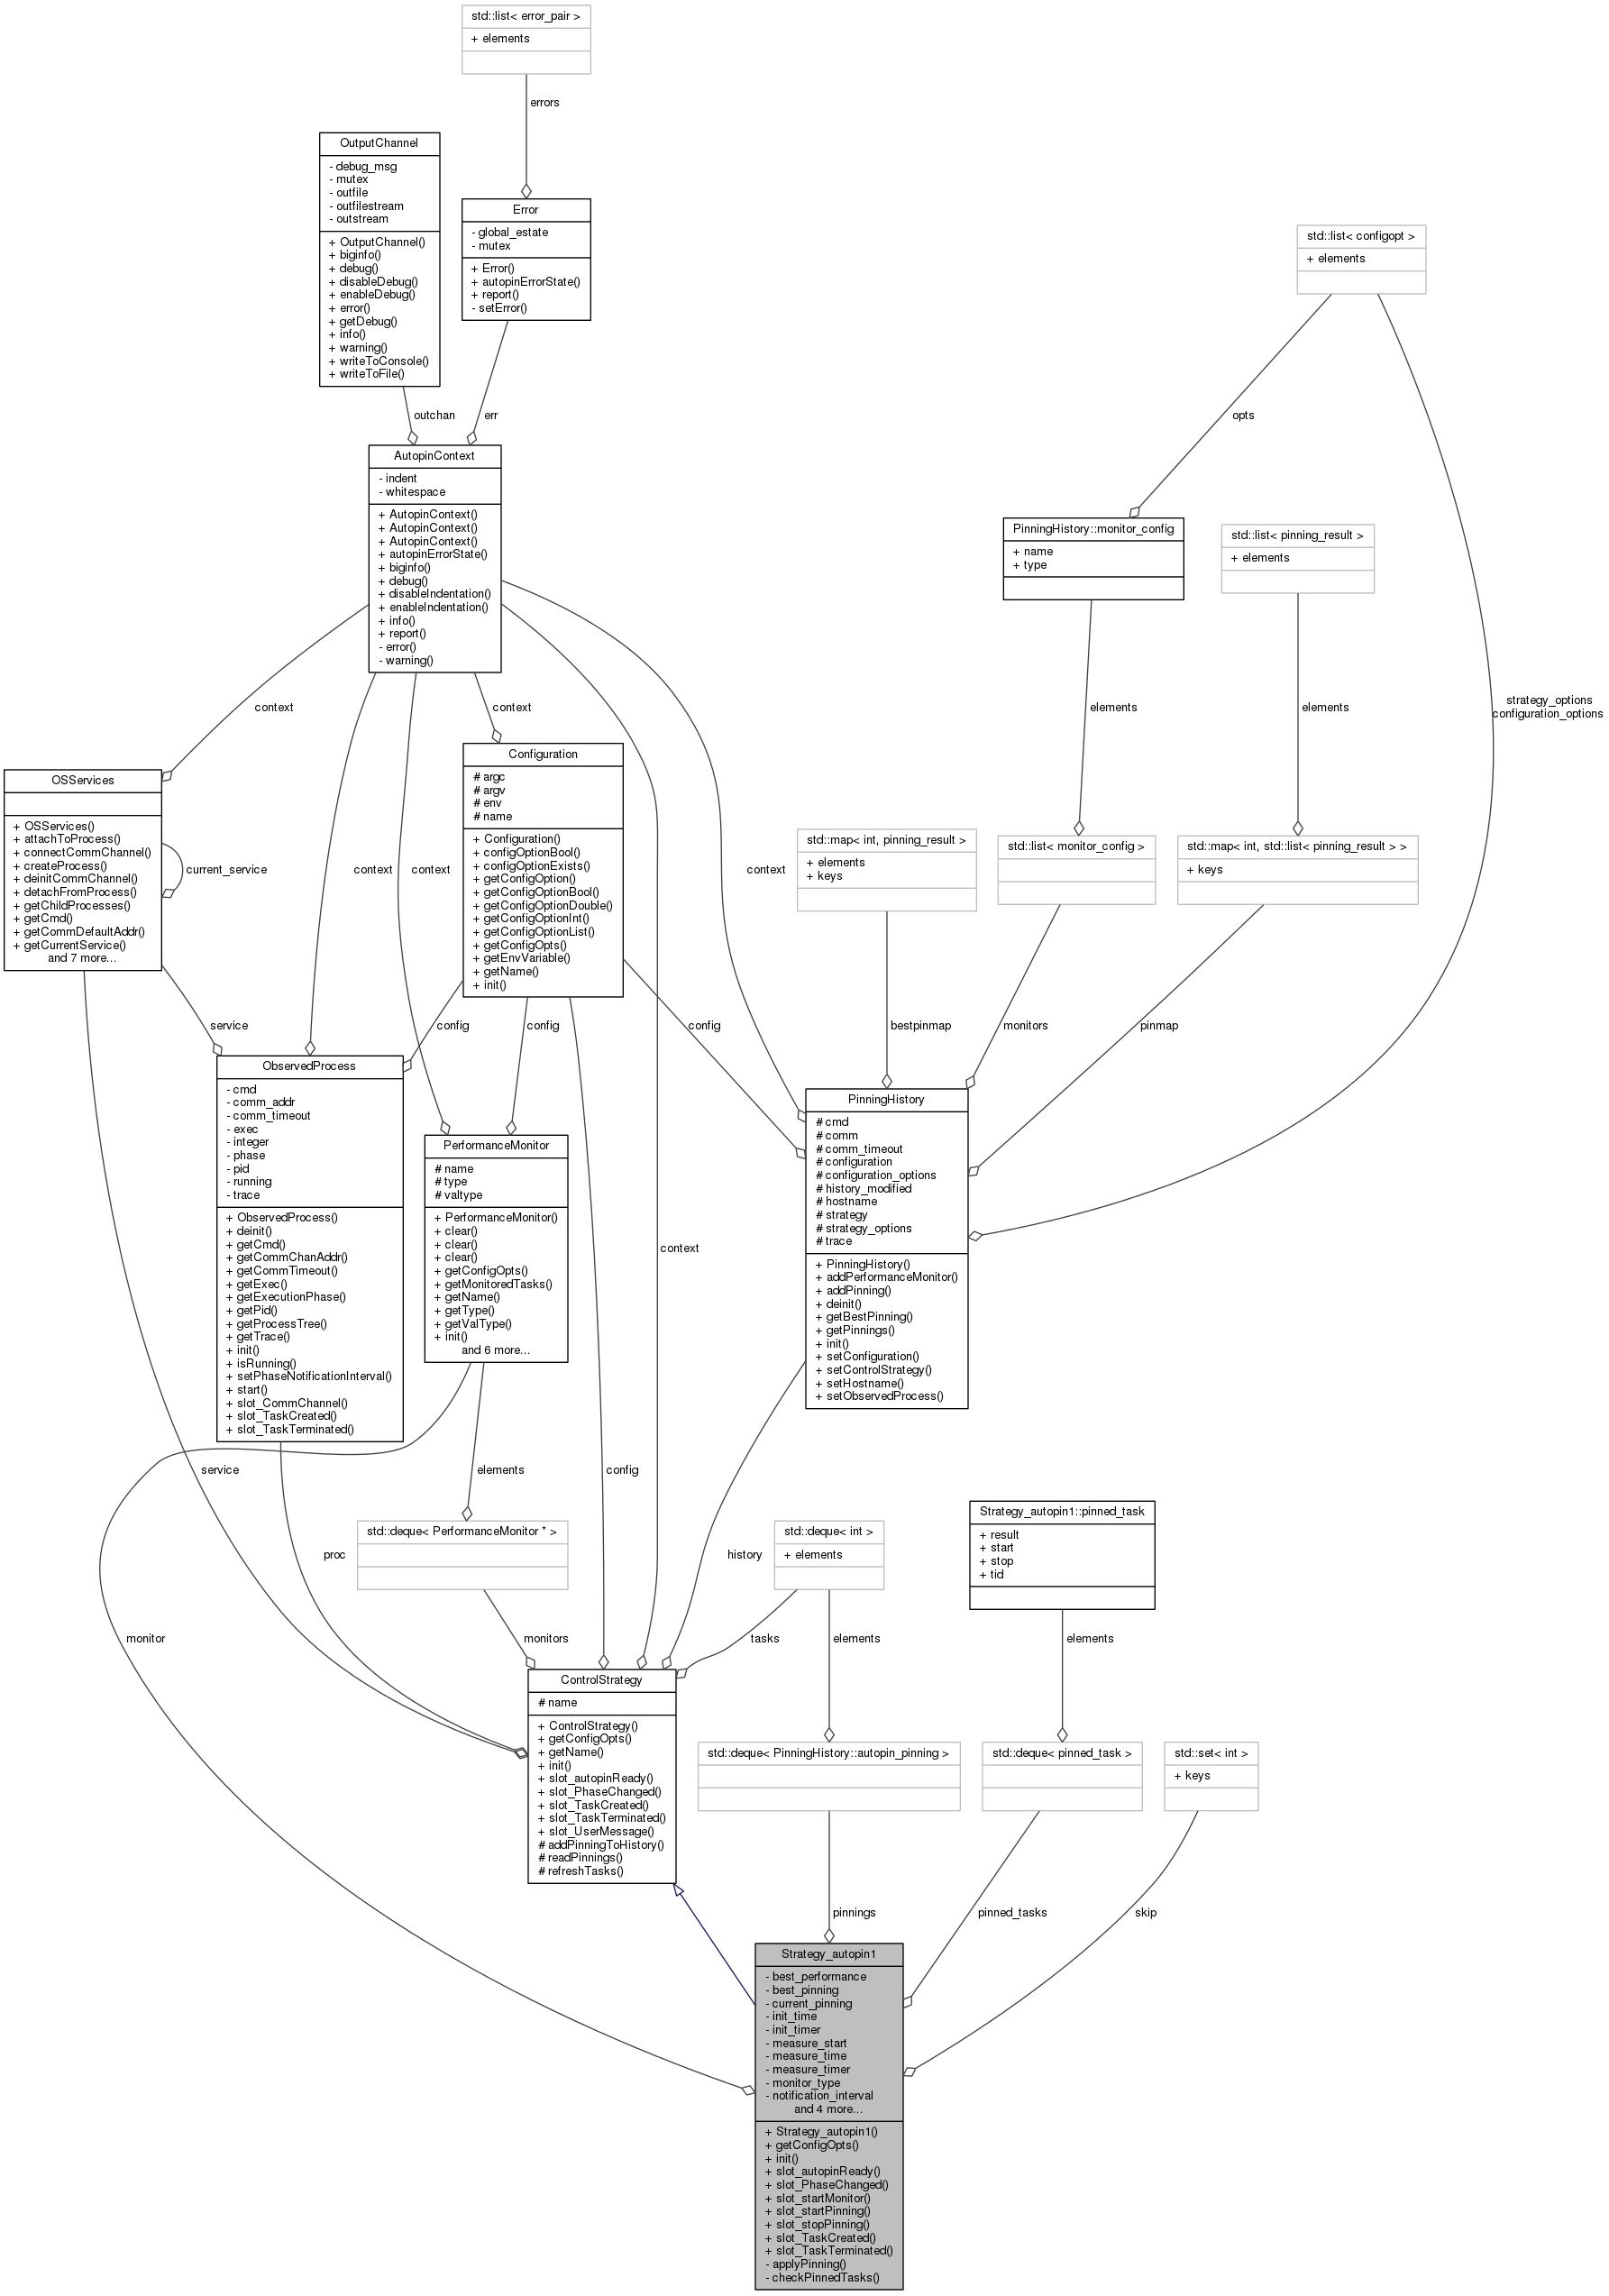 std::list< error_pair >
+ elements
errors
OutputChannel
- debug_msg
- mutex
- outfile
- outfilestream
- outstream
+ OutputChannel()
+ biginfo()
+ debug()
+ disableDebug()
+ enableDebug()
+ error()
+ getDebug()
+ info()
+ warning()
+ writeToConsole()
+ writeToFile()
Error
- global_estate
- mutex
+ Error()
+ autopinErrorState()
+ report()
- setError()
std::list< configopt >
+ elements
outchan
err
opts
AutopinContext
- indent
- whitespace
+ AutopinContext()
+ AutopinContext()
+ AutopinContext()
+ autopinErrorState()
+ biginfo()
+ debug()
+ disableIndentation()
+ enableIndentation()
+ info()
+ report()
- error()
- warning()
PinningHistory::monitor_config
+ name
+ type
std::list< pinning_result >
+ elements
context
context
context
context
context
context
elements
elements
strategy_options
configuration_options
OSServices
+ OSServices()
+ attachToProcess()
+ connectCommChannel()
+ createProcess()
+ deinitCommChannel()
+ detachFromProcess()
+ getChildProcesses()
+ getCmd()
+ getCommDefaultAddr()
+ getCurrentService()
and 7 more...
current_service
Configuration
# argc
# argv
# env
# name
+ Configuration()
+ configOptionBool()
+ configOptionExists()
+ getConfigOption()
+ getConfigOptionBool()
+ getConfigOptionDouble()
+ getConfigOptionInt()
+ getConfigOptionList()
+ getConfigOpts()
+ getEnvVariable()
+ getName()
+ init()
std::map< int, pinning_result >
+ elements
+ keys
std::list< monitor_config >
std::map< int, std::list< pinning_result > >
+ keys
service
config
config
config
bestpinmap
monitors
pinmap
ObservedProcess
- cmd
- comm_addr
- comm_timeout
- exec
- integer
- phase
- pid
- running
- trace
+ ObservedProcess()
+ deinit()
+ getCmd()
+ getCommChanAddr()
+ getCommTimeout()
+ getExec()
+ getExecutionPhase()
+ getPid()
+ getProcessTree()
+ getTrace()
+ init()
+ isRunning()
+ setPhaseNotificationInterval()
+ start()
+ slot_CommChannel()
+ slot_TaskCreated()
+ slot_TaskTerminated()
PerformanceMonitor
# name
# type
# valtype
+ PerformanceMonitor()
+ clear()
+ clear()
+ clear()
+ getConfigOpts()
+ getMonitoredTasks()
+ getName()
+ getType()
+ getValType()
+ init()
and 6 more...
PinningHistory
# cmd
# comm
# comm_timeout
# configuration
# configuration_options
# history_modified
# hostname
# strategy
# strategy_options
# trace
+ PinningHistory()
+ addPerformanceMonitor()
+ addPinning()
+ deinit()
+ getBestPinning()
+ getPinnings()
+ init()
+ setConfiguration()
+ setControlStrategy()
+ setHostname()
+ setObservedProcess()
service
elements
config
proc
history
std::deque< PerformanceMonitor * >
std::deque< int >
+ elements
Strategy_autopin1::pinned_task
+ result
+ start
+ stop
+ tid
monitor
monitors
tasks
elements
elements
ControlStrategy
# name
+ ControlStrategy()
+ getConfigOpts()
+ getName()
+ init()
+ slot_autopinReady()
+ slot_PhaseChanged()
+ slot_TaskCreated()
+ slot_TaskTerminated()
+ slot_UserMessage()
# addPinningToHistory()
# readPinnings()
# refreshTasks()
std::deque< PinningHistory::autopin_pinning >
std::deque< pinned_task >
std::set< int >
+ keys
pinnings
pinned_tasks
skip
Strategy_autopin1
- best_performance
- best_pinning
- current_pinning
- init_time
- init_timer
- measure_start
- measure_time
- measure_timer
- monitor_type
- notification_interval
and 4 more...
+ Strategy_autopin1()
+ getConfigOpts()
+ init()
+ slot_autopinReady()
+ slot_PhaseChanged()
+ slot_startMonitor()
+ slot_startPinning()
+ slot_stopPinning()
+ slot_TaskCreated()
+ slot_TaskTerminated()
- applyPinning()
- checkPinnedTasks()